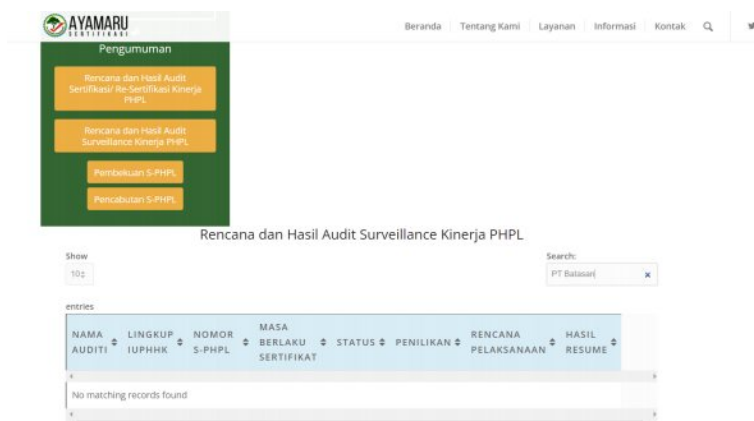 AYAMARU
SERTIFIKASI
Beranda Tentang Kami Layanan Informasi Kontak
Pengumuman
Rencana dan Hasil Audit
Sertifikasi/ Re-Sertifikasi Kinerja
PHPL
Rencana dan Hasil Audit
Surveillance Kinerja PHPL
Pembekuan S-PHPL
Pencabutan S-PHPL
Rencana dan Hasil Audit Surveillance Kinerja PHPL
Show
10
Search:
PT Batasan
entries
NAMA AUDITI LINGKUP IUPHHK NOMOR S-PHPL MASA BERLAKU SERTIFIKAT STATUS PENILIKAN RENCANA PELAKSANAAN HASIL RESUME
No matching records found